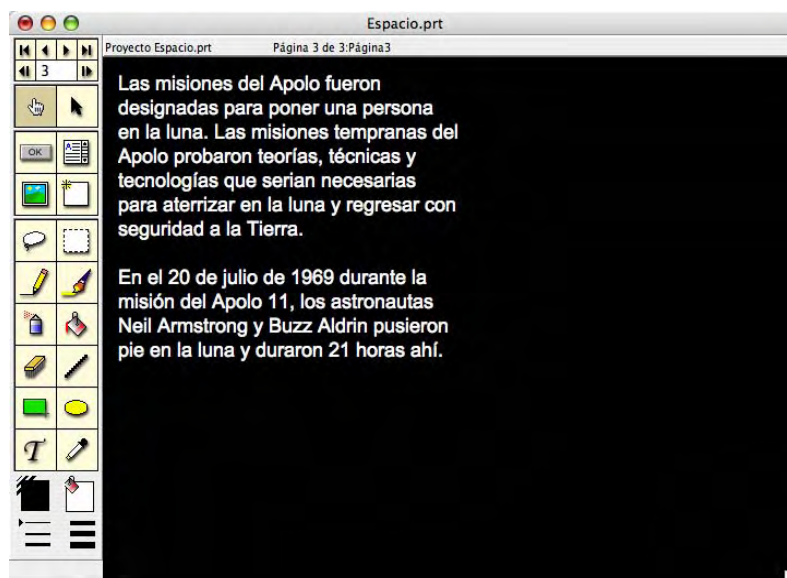 Espacio.prt
Proyecto Espacio.prt Página 3 de 3:Página3
3
OK
A
T
Las misiones del Apolo fueron
designadas para poner una persona
en la luna. Las misiones tempranas del
Apolo probaron teorías, técnicas y
tecnologías que serian necesarias
para aterrizar en la luna y regresar con
seguridad a la Tierra.
En el 20 de julio de 1969 durante la
misión del Apolo 11, los astronautas
Neil Armstrong y Buzz Aldrin pusieron
pie en la luna y duraron 21 horas ahí.